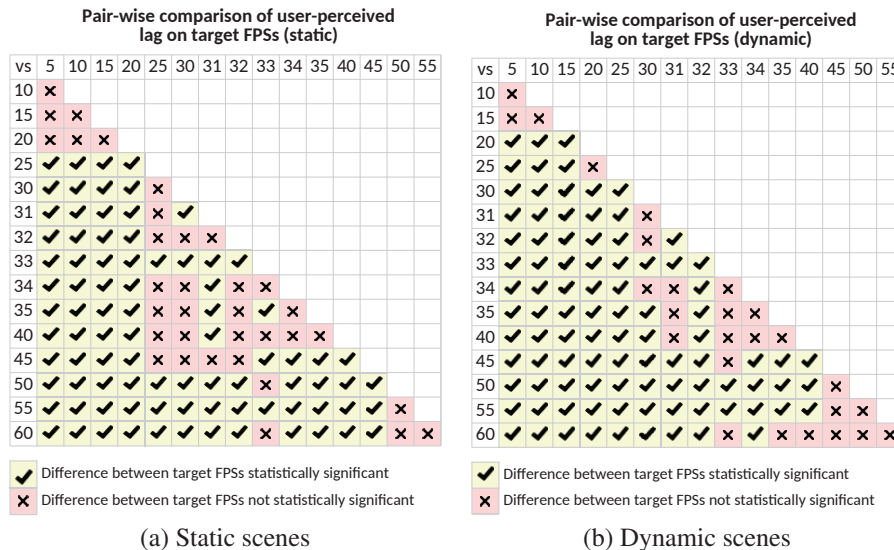 Pair-wise comparison of user-perceived
lag on target FPSs (static)
vs 5 10 15 20 25 30 31 32 33 34 35 40 45 50 55
10 ×
15 × ×
20 × × ×
25 ✓ ✓ ✓ ✓
30 ✓ ✓ ✓ ✓ ×
31 ✓ ✓ ✓ ✓ × ✓
32 ✓ ✓ ✓ ✓ × × ×
33 ✓ ✓ ✓ ✓ ✓ ✓ ✓ ✓
34 ✓ ✓ ✓ ✓ × × ✓ × ×
35 ✓ ✓ ✓ ✓ × × ✓ × ✓ ×
40 ✓ ✓ ✓ ✓ × × ✓ × × × ×
45 ✓ ✓ ✓ ✓ × × × × ✓ ✓ ✓ ✓
50 ✓ ✓ ✓ ✓ ✓ ✓ ✓ ✓ × ✓ ✓ ✓ ✓
55 ✓ ✓ ✓ ✓ ✓ ✓ ✓ ✓ ✓ ✓ ✓ ✓ ✓ ×
60 ✓ ✓ ✓ ✓ ✓ ✓ ✓ ✓ × ✓ ✓ ✓ ✓ × ×
✓ Difference between target FPSs statistically significant
× Difference between target FPSs not statistically significant
(a) Static scenes
Pair-wise comparison of user-perceived
lag on target FPSs (dynamic)
vs 5 10 15 20 25 30 31 32 33 34 35 40 45 50 55
10 ×
15 × ×
20 ✓ ✓ ✓
25 ✓ ✓ ✓ ×
30 ✓ ✓ ✓ ✓ ✓
31 ✓ ✓ ✓ ✓ ✓ ×
32 ✓ ✓ ✓ ✓ ✓ × ✓
33 ✓ ✓ ✓ ✓ ✓ ✓ ✓ ✓
34 ✓ ✓ ✓ ✓ ✓ × × ✓ ×
35 ✓ ✓ ✓ ✓ ✓ ✓ × ✓ × ×
40 ✓ ✓ ✓ ✓ ✓ ✓ × ✓ × × ×
45 ✓ ✓ ✓ ✓ ✓ ✓ ✓ ✓ × ✓ ✓ ✓
50 ✓ ✓ ✓ ✓ ✓ ✓ ✓ ✓ ✓ ✓ ✓ ✓ ×
55 ✓ ✓ ✓ ✓ ✓ ✓ ✓ ✓ ✓ ✓ ✓ ✓ × ×
60 ✓ ✓ ✓ ✓ ✓ ✓ ✓ ✓ × ✓ × × × × ×
✓ Difference between target FPSs statistically significant
× Difference between target FPSs not statistically significant
(b) Dynamic scenes